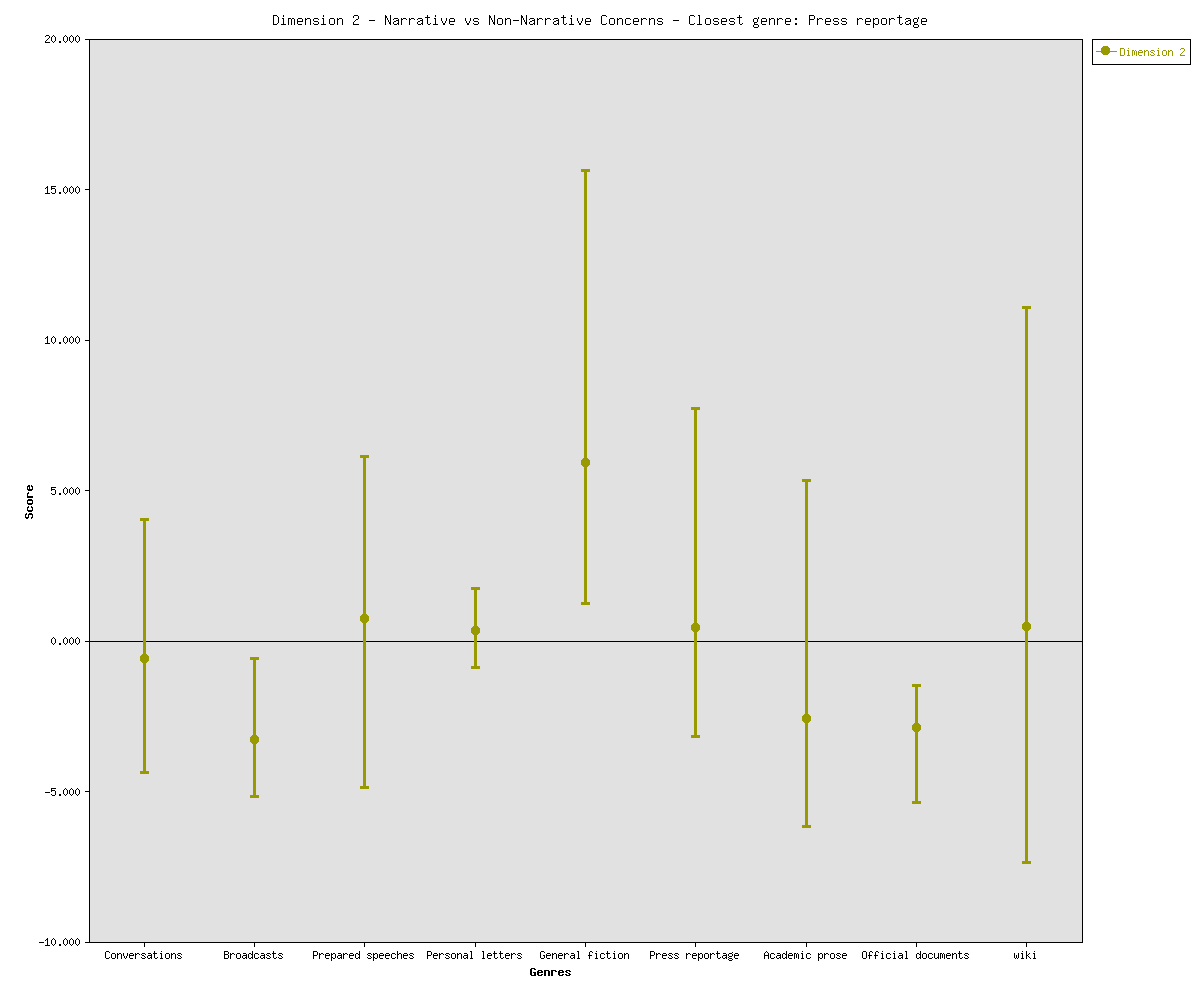 Dimension 2 - Narrative vs Non-Narrative Concerns - Closest genre: Press reportage
Dimension 2
20.000
15.000
10.000
5.000
0.000
-5.000
-10.000
Score
Conversations Broadcasts Prepared speeches Personal letters General fiction Press reportage Academic prose Official documents wiki
Genres